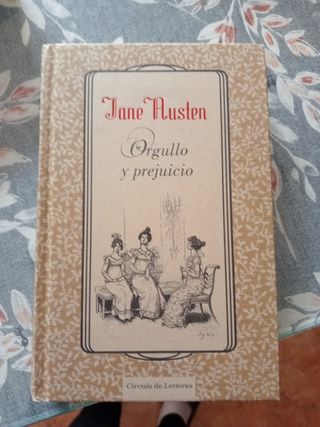 Jane Austen
Orgullo
y prejuicio
Círculo de Lectores